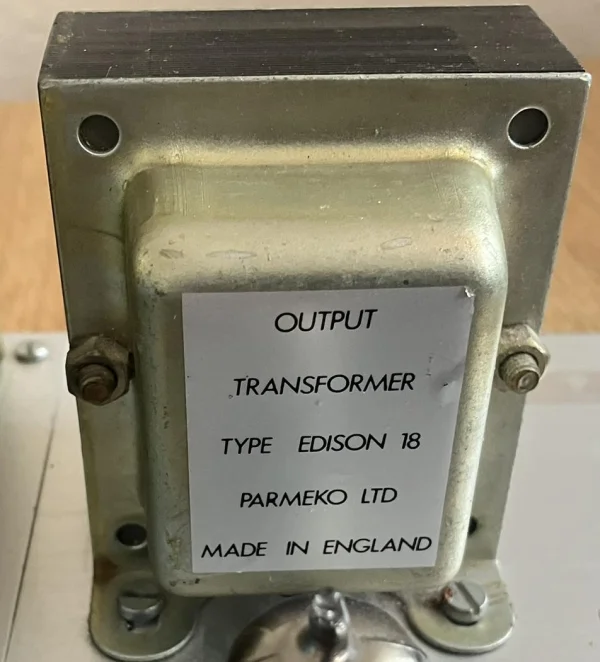 OUTPUT
TRANSFORMER
TYPE EDISON 18
PARMEKO LTD
MADE IN ENGLAND